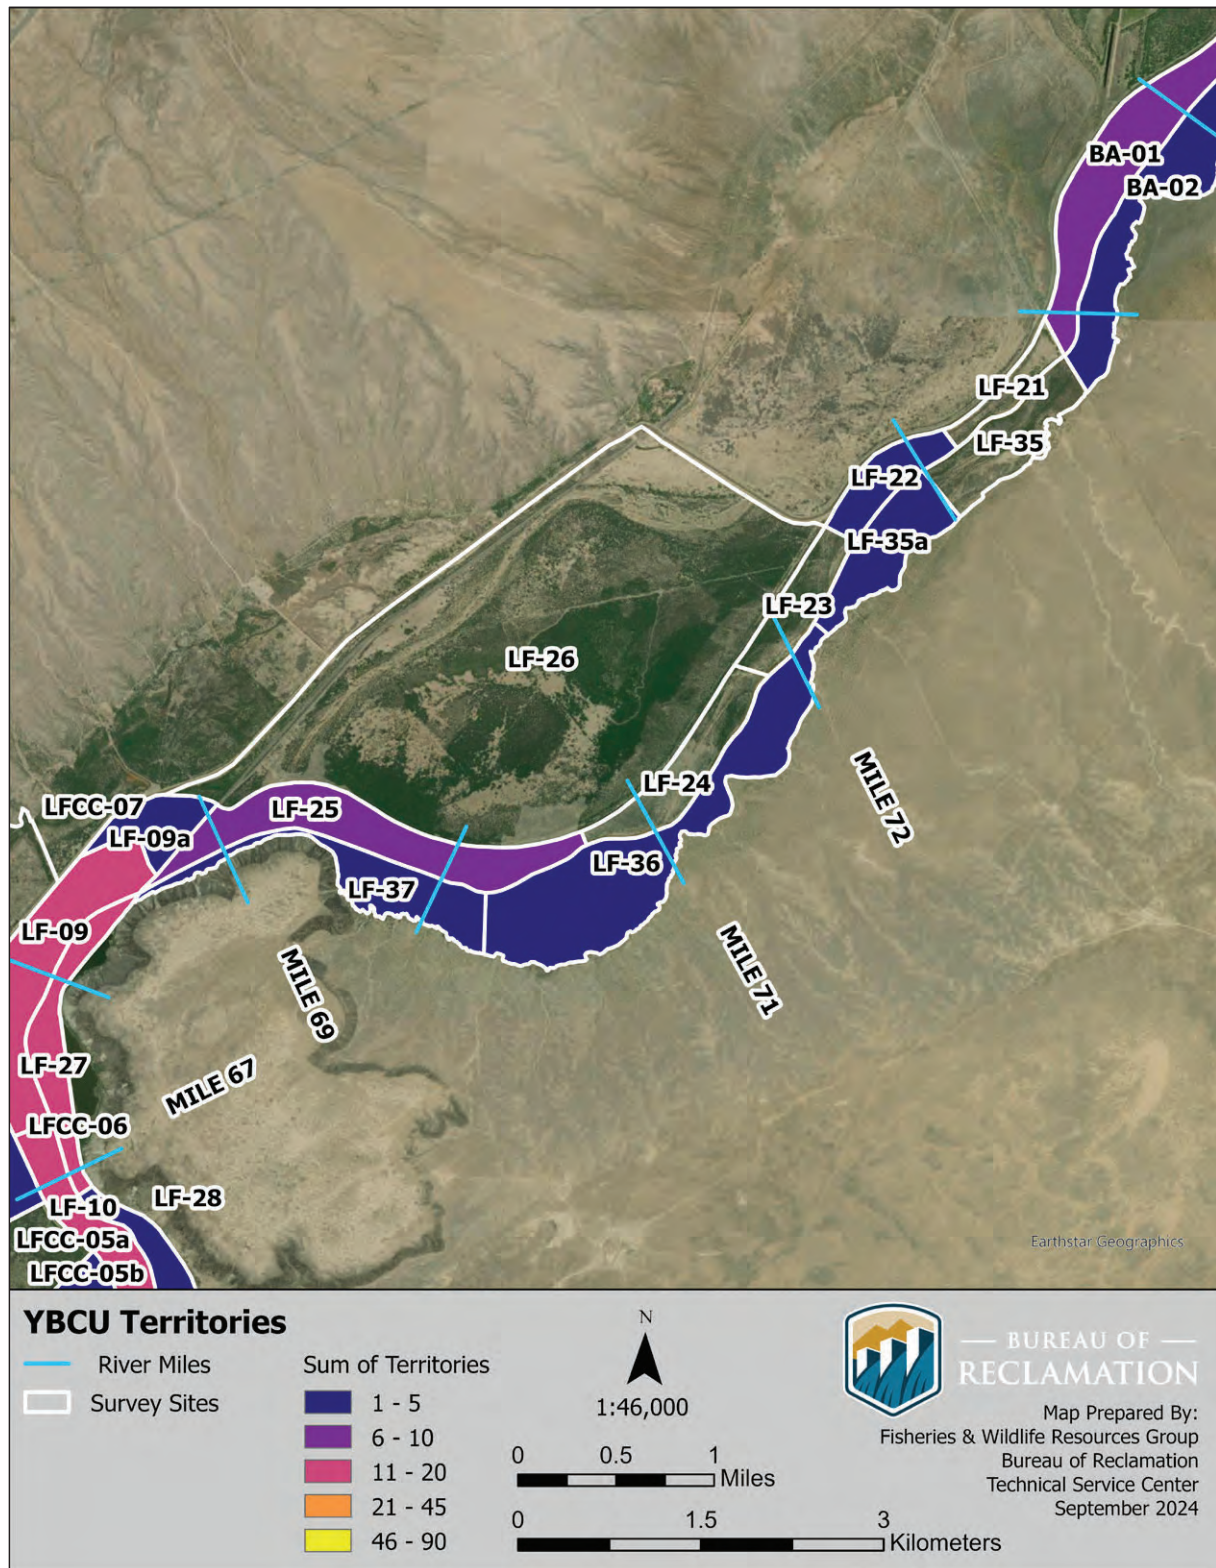 BA-01
BA-02
LF-21
LF-35
LF-22
LF-35a
LF-23
LF-26
MILE 72
LF-24
LFCC-07
LF-25
LF-09a
LF-36
LF-37
LF-09
MILE 71
MILE 69
LF-27
MILE 67
LFCC-06
LF-28
LF-10
LFCC-05a
LFCC-05b
Earthstar Geographics
YBCU Territories
River Miles
Survey Sites
Sum of Territories
1 - 5
6 - 10
11 - 20
21 - 45
46 - 90
N
1:46,000
0 0.5 1
Miles
0 1.5 3
Kilometers
BUREAU OF
RECLAMATION
Map Prepared By:
Fisheries & Wildlife Resources Group
Bureau of Reclamation
Technical Service Center
September 2024